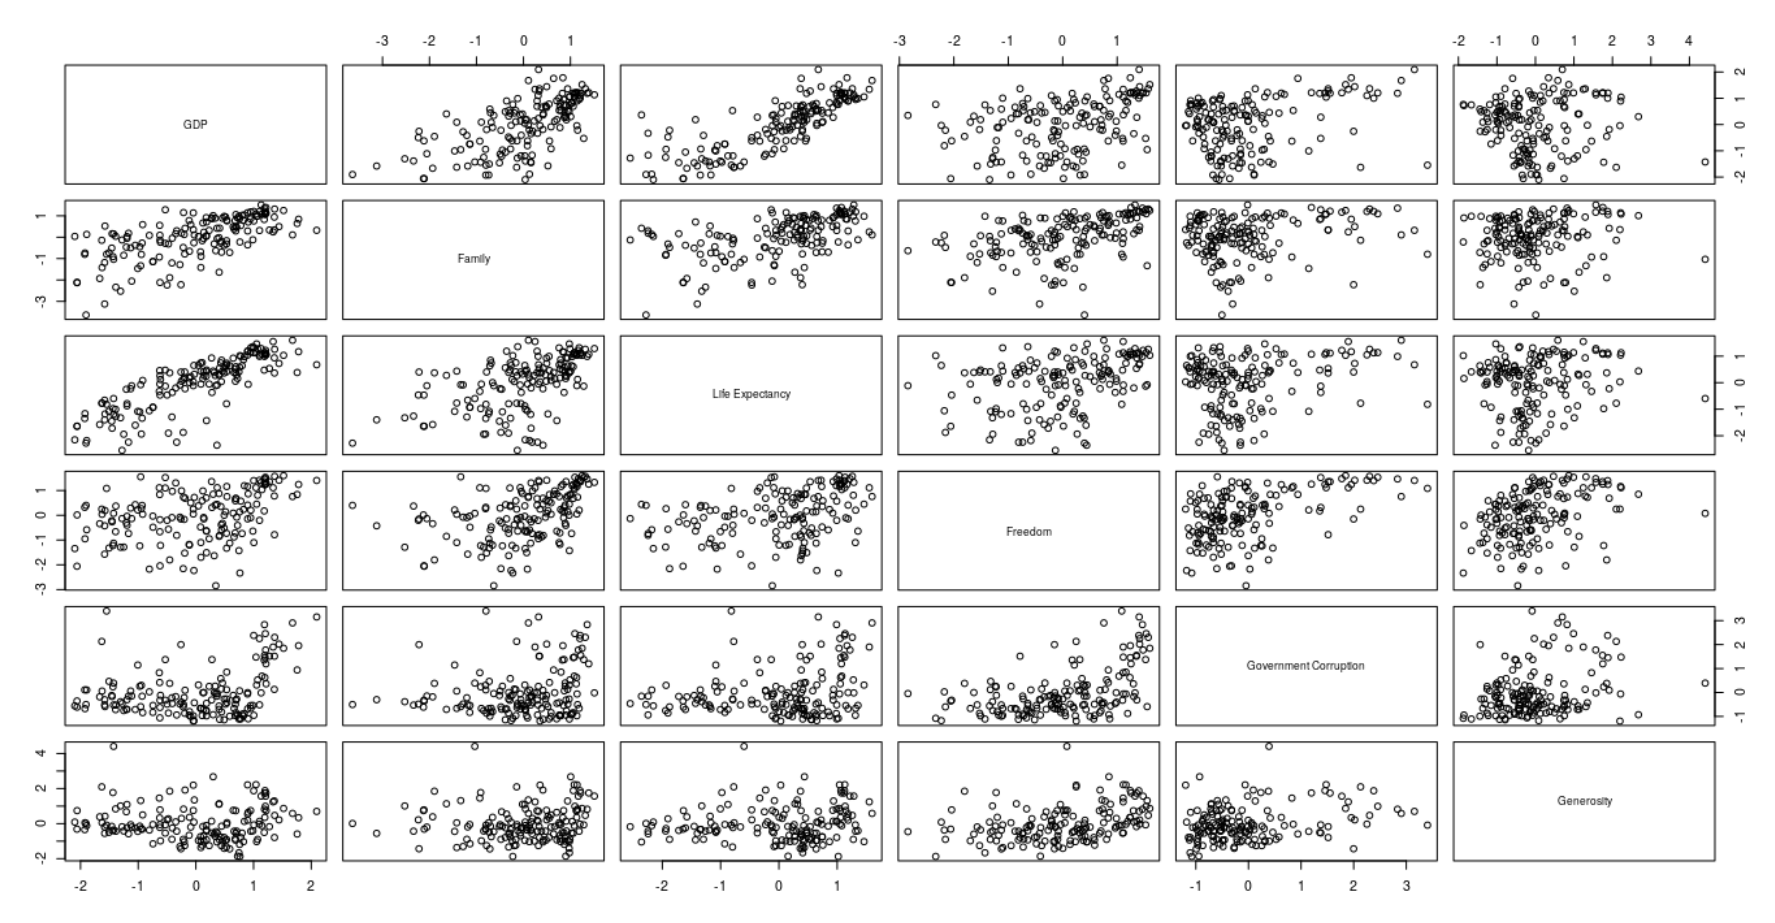 -3 -2 -1 0 1 -3 -2 -1 0 1 -2 -1 0 1 2 3 4
GDP
2 1 0 -1 -2
1 -1 -3
Family
Life Expectancy
1 0 -1 -2
1 0 -1 -2 -3
Freedom
Government Corruption
3 2 1 0 -1
4 2 0 -2
Generosity
-2 -1 0 1 2 -2 -1 0 1 -1 0 1 2 3